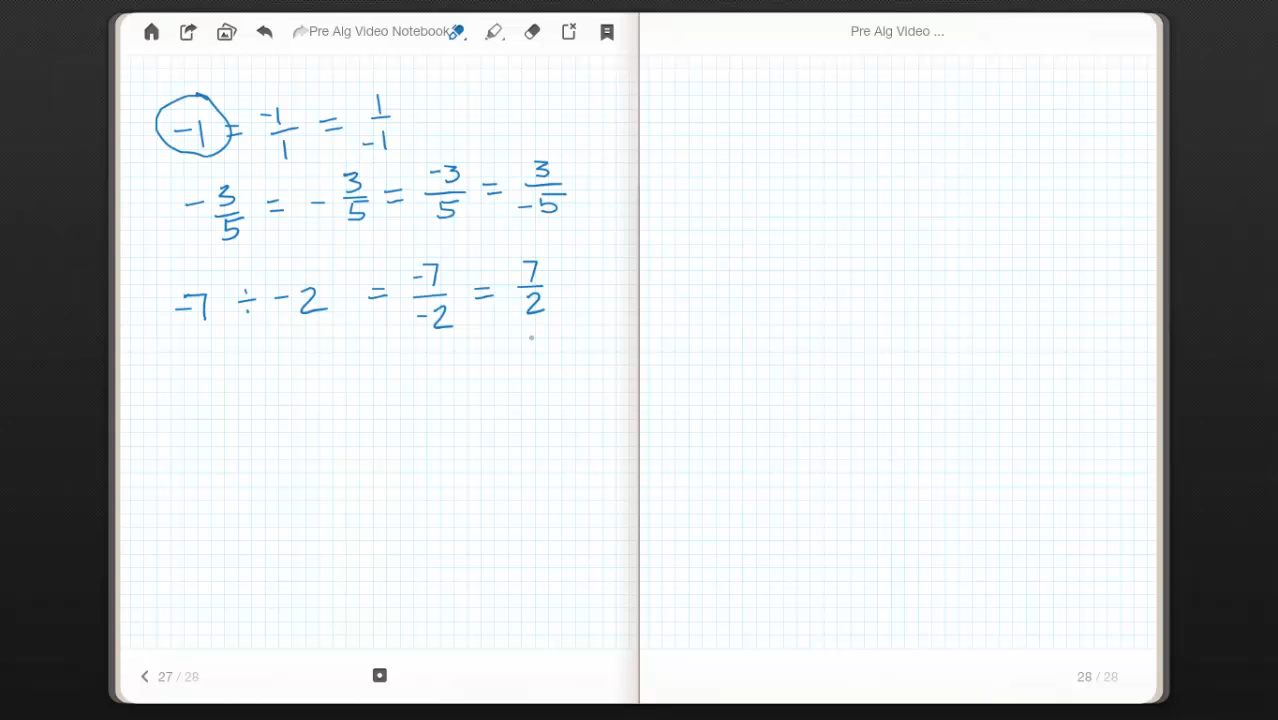 Pre Alg Video Notebook
Pre Alg Video ...
-1 = -1/1 = 1/-1
- 3/5 = - 3/5 = -3/5 = 3/-5
-7 ÷ -2 = -7/-2 = 7/2
27 / 28
28 / 28